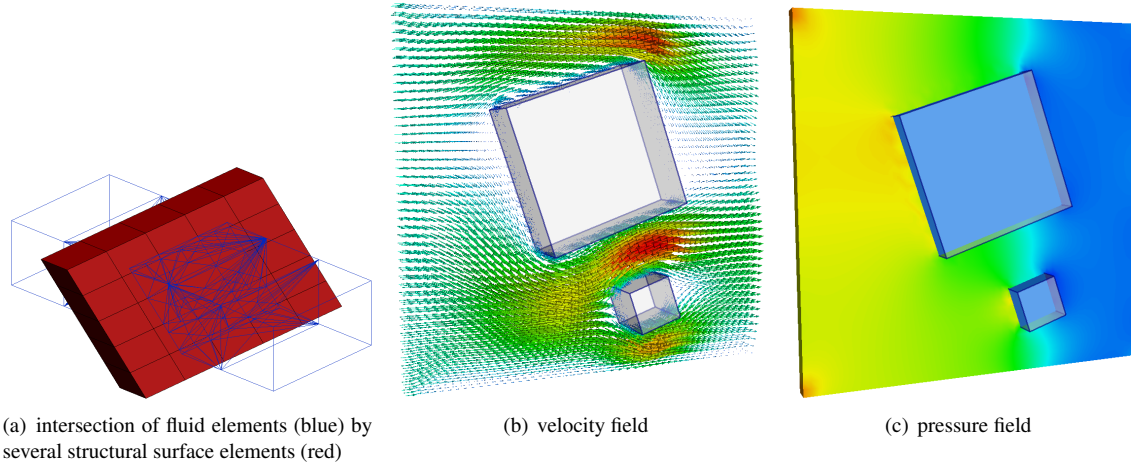 (a) intersection of fluid elements (blue) by
several structural surface elements (red)
(b) velocity field
(c) pressure field